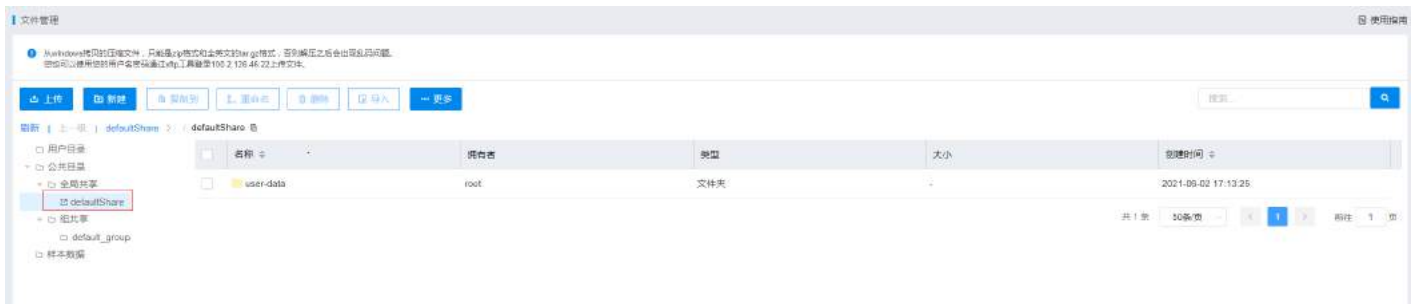 文件管理
使用指南
从windows拷贝的压缩文件，只能是zip格式和全英文的tar.gz格式，否则解压之后会出现乱码问题。
您也可以使用您的用户名密码通过sftp工具登录100.2.126.46:22上传文件。
上传 新建 复制到 重命名 删除 导入 ··· 更多 搜索...
刷新 | 上一级 | defaultShare > / defaultShare
用户目录
公共目录
全局共享
defaultShare
组共享
default_group
样本数据
名称 拥有者 类型 大小 创建时间
user-data root 文件夹 - 2021-06-02 17:13:25
共 1 条 50条/页 < 1 > 前往 1 页